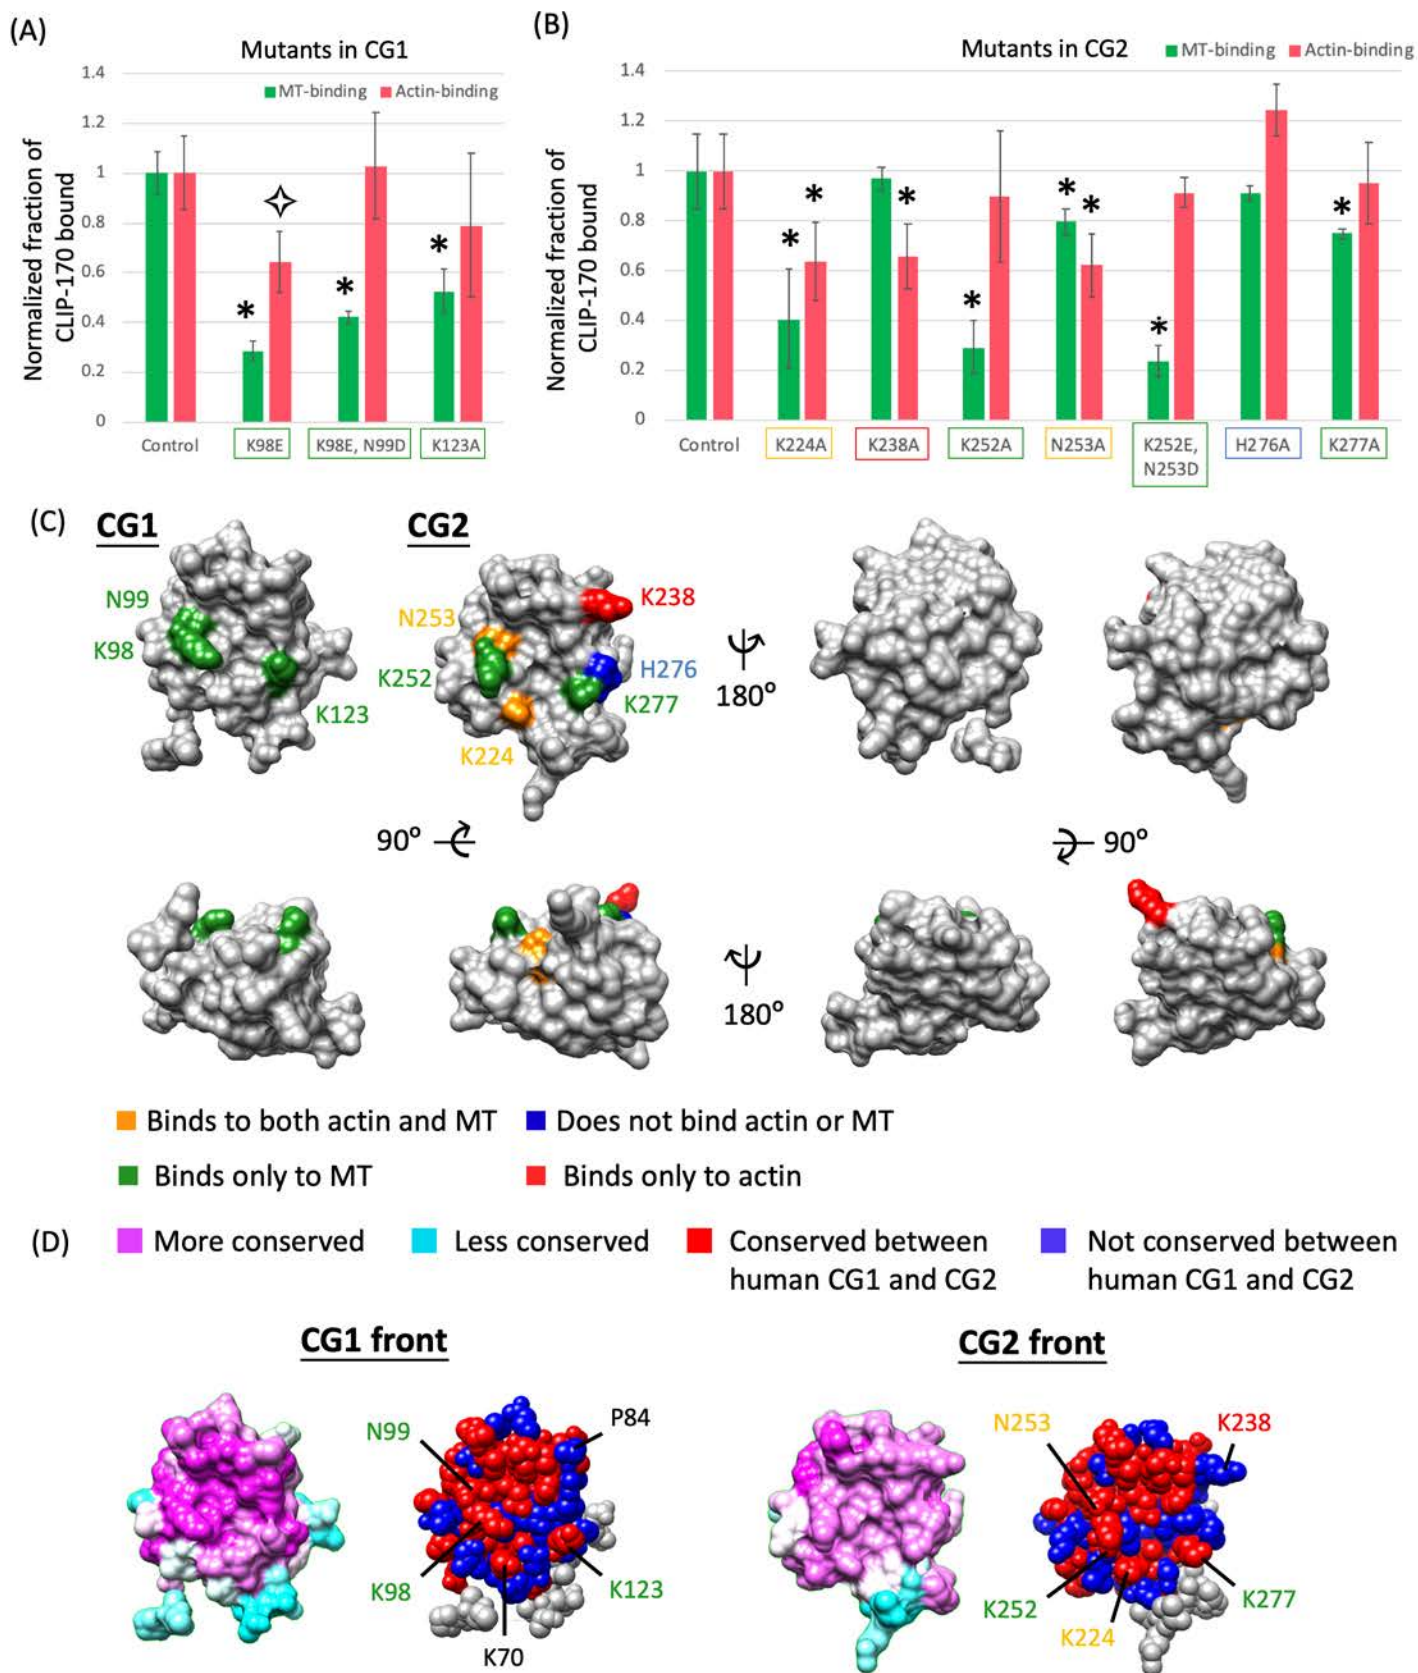 (A)
Mutants in CG1
MT-binding Actin-binding
Normalized fraction of
CLIP-170 bound
1.4
1.2
1
0.8
0.6
0.4
0.2
0
*
*
*
Control
K98E
K98E, N99D
K123A
(B)
Mutants in CG2
MT-binding Actin-binding
Normalized fraction of
CLIP-170 bound
1.4
1.2
1
0.8
0.6
0.4
0.2
0
*
*
*
*
*
*
*
*
Control
K224A
K238A
K252A
N253A
K252E,
N253D
H276A
K277A
(C)
CG1
CG2
N99
K98
K123
N253
K252
K224
K238
H276
K277
180°
90°
90°
180°
Binds to both actin and MT
Does not bind actin or MT
Binds only to MT
Binds only to actin
(D)
More conserved
Less conserved
Conserved between
human CG1 and CG2
Not conserved between
human CG1 and CG2
CG1 front
CG2 front
N99
P84
K98
K123
K70
N253
K238
K252
K277
K224